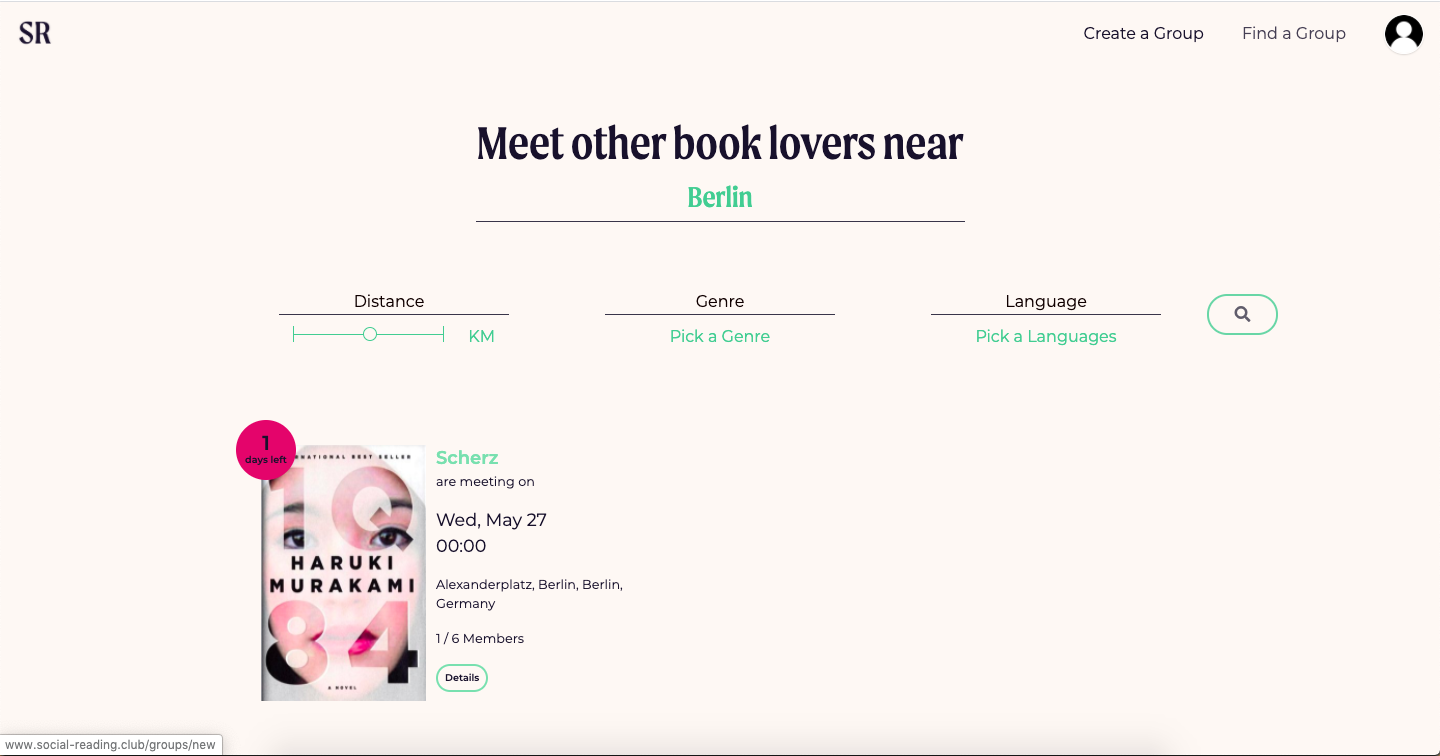 SR
Create a Group
Find a Group
Meet other book lovers near
Berlin
Distance
Genre
Language
KM
Pick a Genre
Pick a Languages
1
days left
RNATIONAL BEST SELLER
1Q
HARUKI
MURAKAMI
84
A NOVEL
Scherz
are meeting on
Wed, May 27
00:00
Alexanderplatz, Berlin, Berlin,
Germany
1 / 6 Members
Details
www.social-reading.club/groups/new